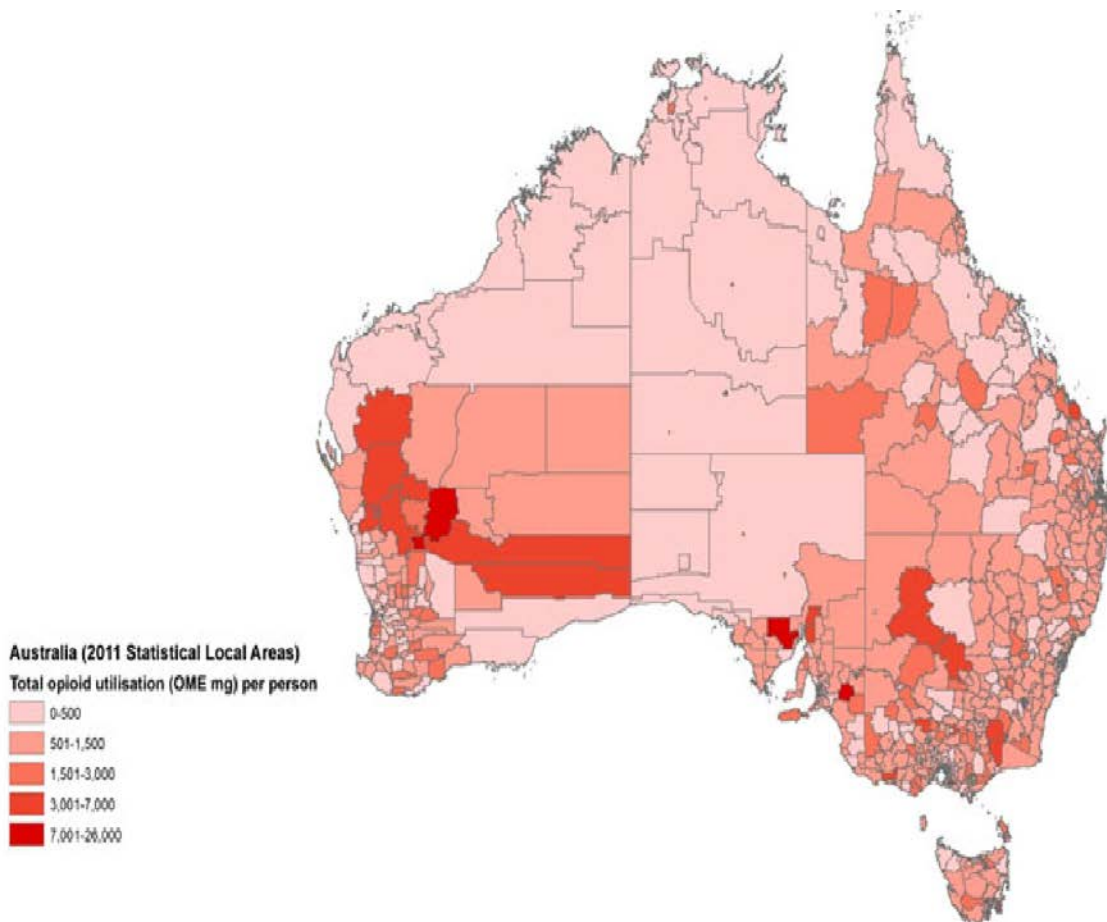 Australia (2011 Statistical Local Areas)
Total opioid utilisation (OME mg) per person
0-500
501-1,500
1,501-3,000
3,001-7,000
7,001-26,000